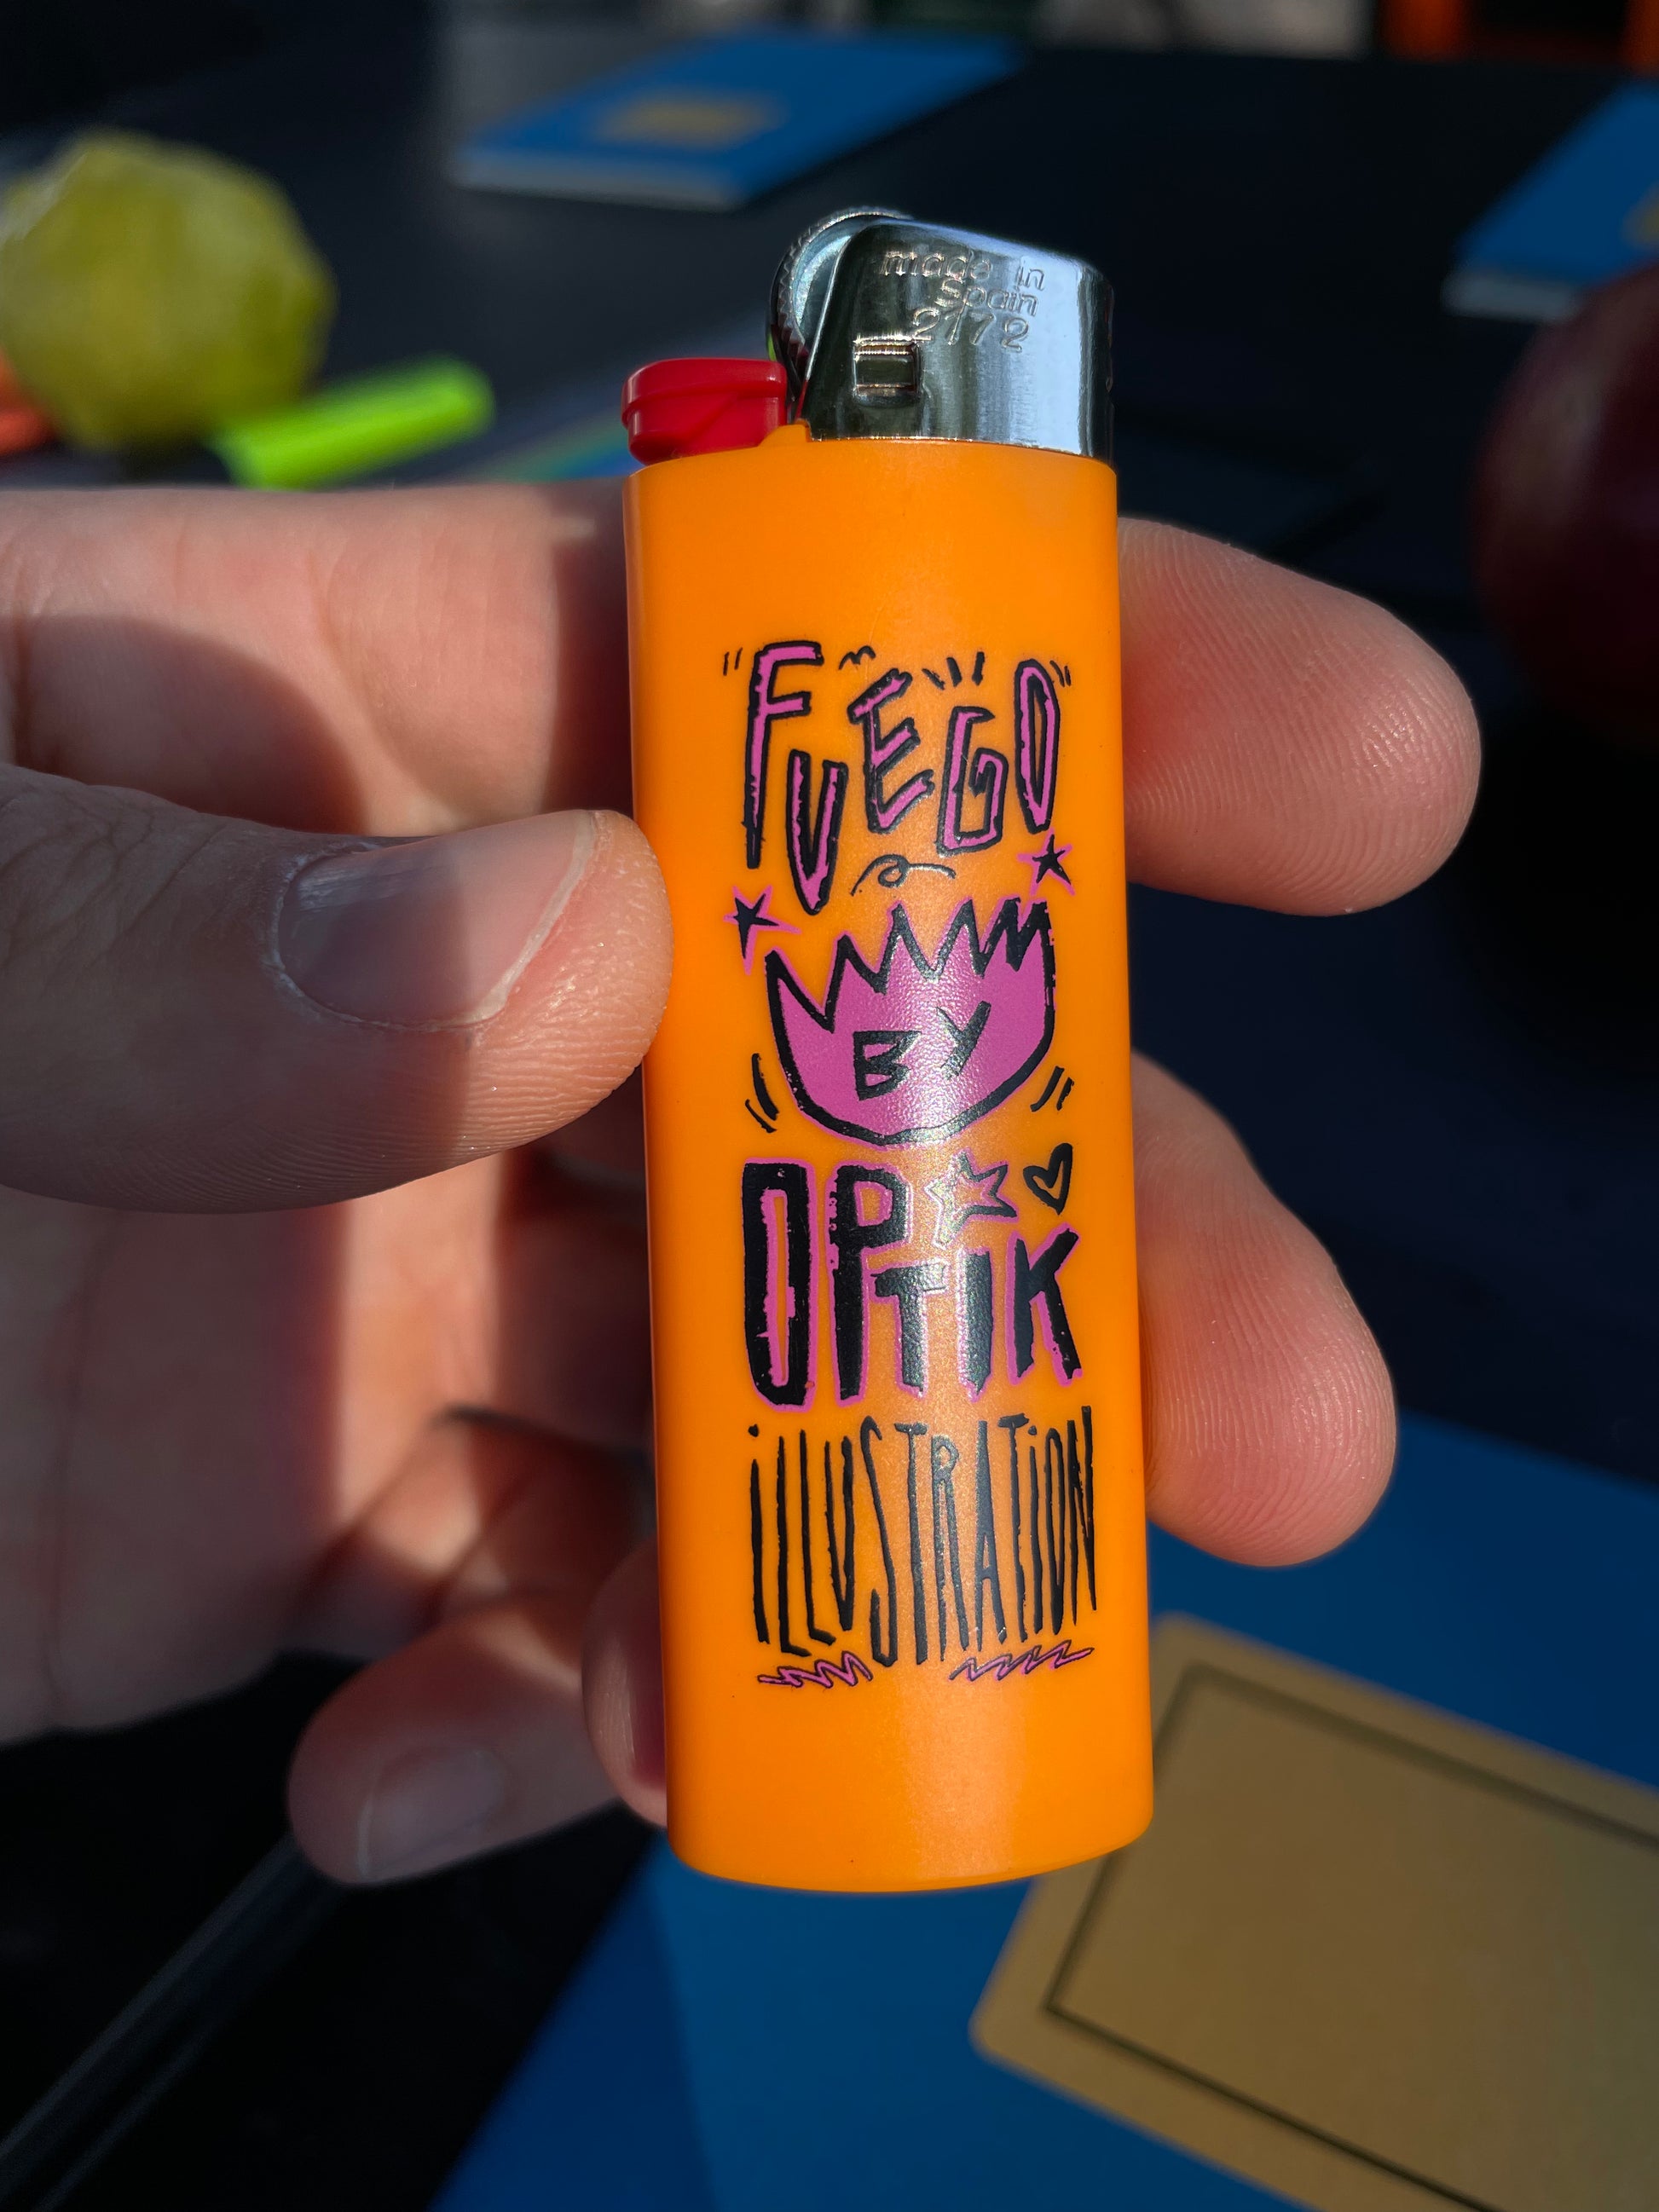 made in
Spain
2172
FUEGO
BY
OPTIK
iLLUSTRATiON